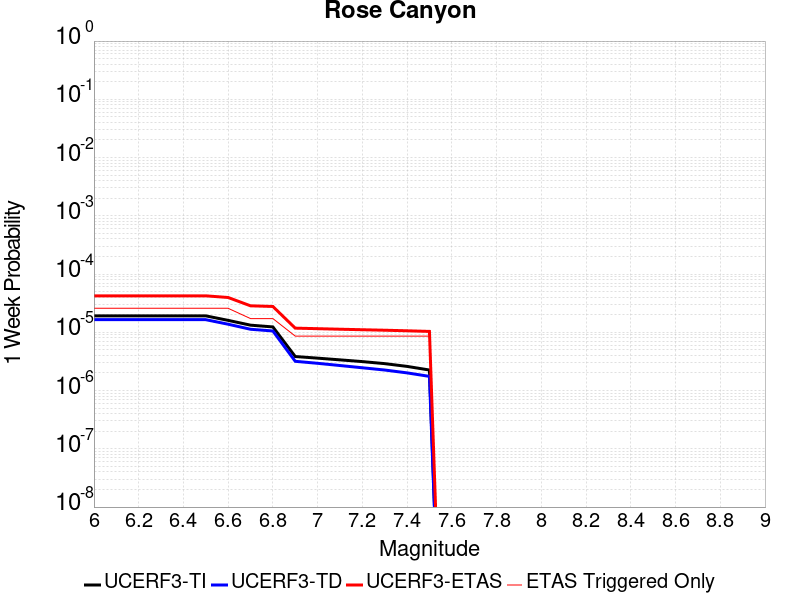 Rose Canyon
10^0
10^-1
10^-2
10^-3
10^-4
10^-5
10^-6
10^-7
10^-8
1 Week Probability
6 6.2 6.4 6.6 6.8 7 7.2 7.4 7.6 7.8 8 8.2 8.4 8.6 8.8 9
Magnitude
UCERF3-TI UCERF3-TD UCERF3-ETAS ETAS Triggered Only